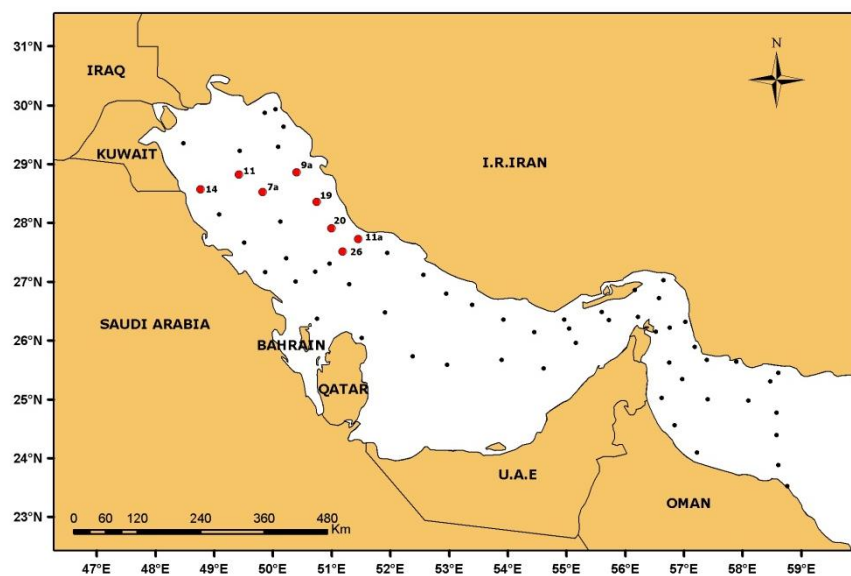 31°N
N
IRAQ
30°N
29°N
KUWAIT
I.R.IRAN
9a
11
7a
14
19
28°N
20
11a
26
27°N
SAUDI ARABIA
26°N
BAHRAIN
25°N
QATAR
24°N
U.A.E
OMAN
23°N
0 60 120 240 360 480
Km
47°E 48°E 49°E 50°E 51°E 52°E 53°E 54°E 55°E 56°E 57°E 58°E 59°E